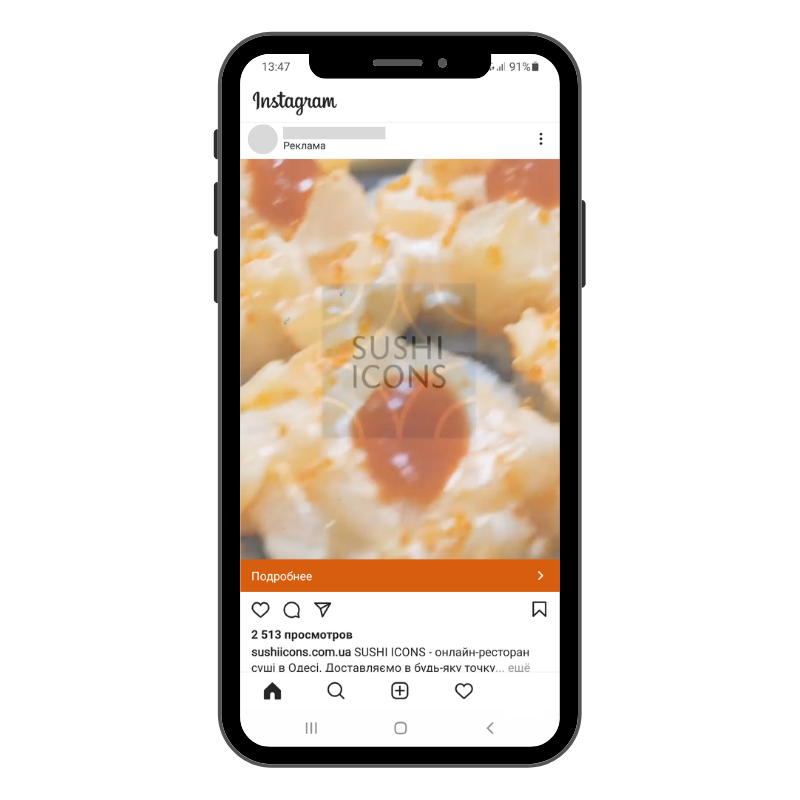 13:47
91%
Instagram
Реклама
SUSHI
ICONS
Подробнее
2 513 просмотров
sushiicons.com.ua SUSHI ICONS - онлайн-ресторан
суші в Одесі. Доставляємо в будь-яку точку... ещё